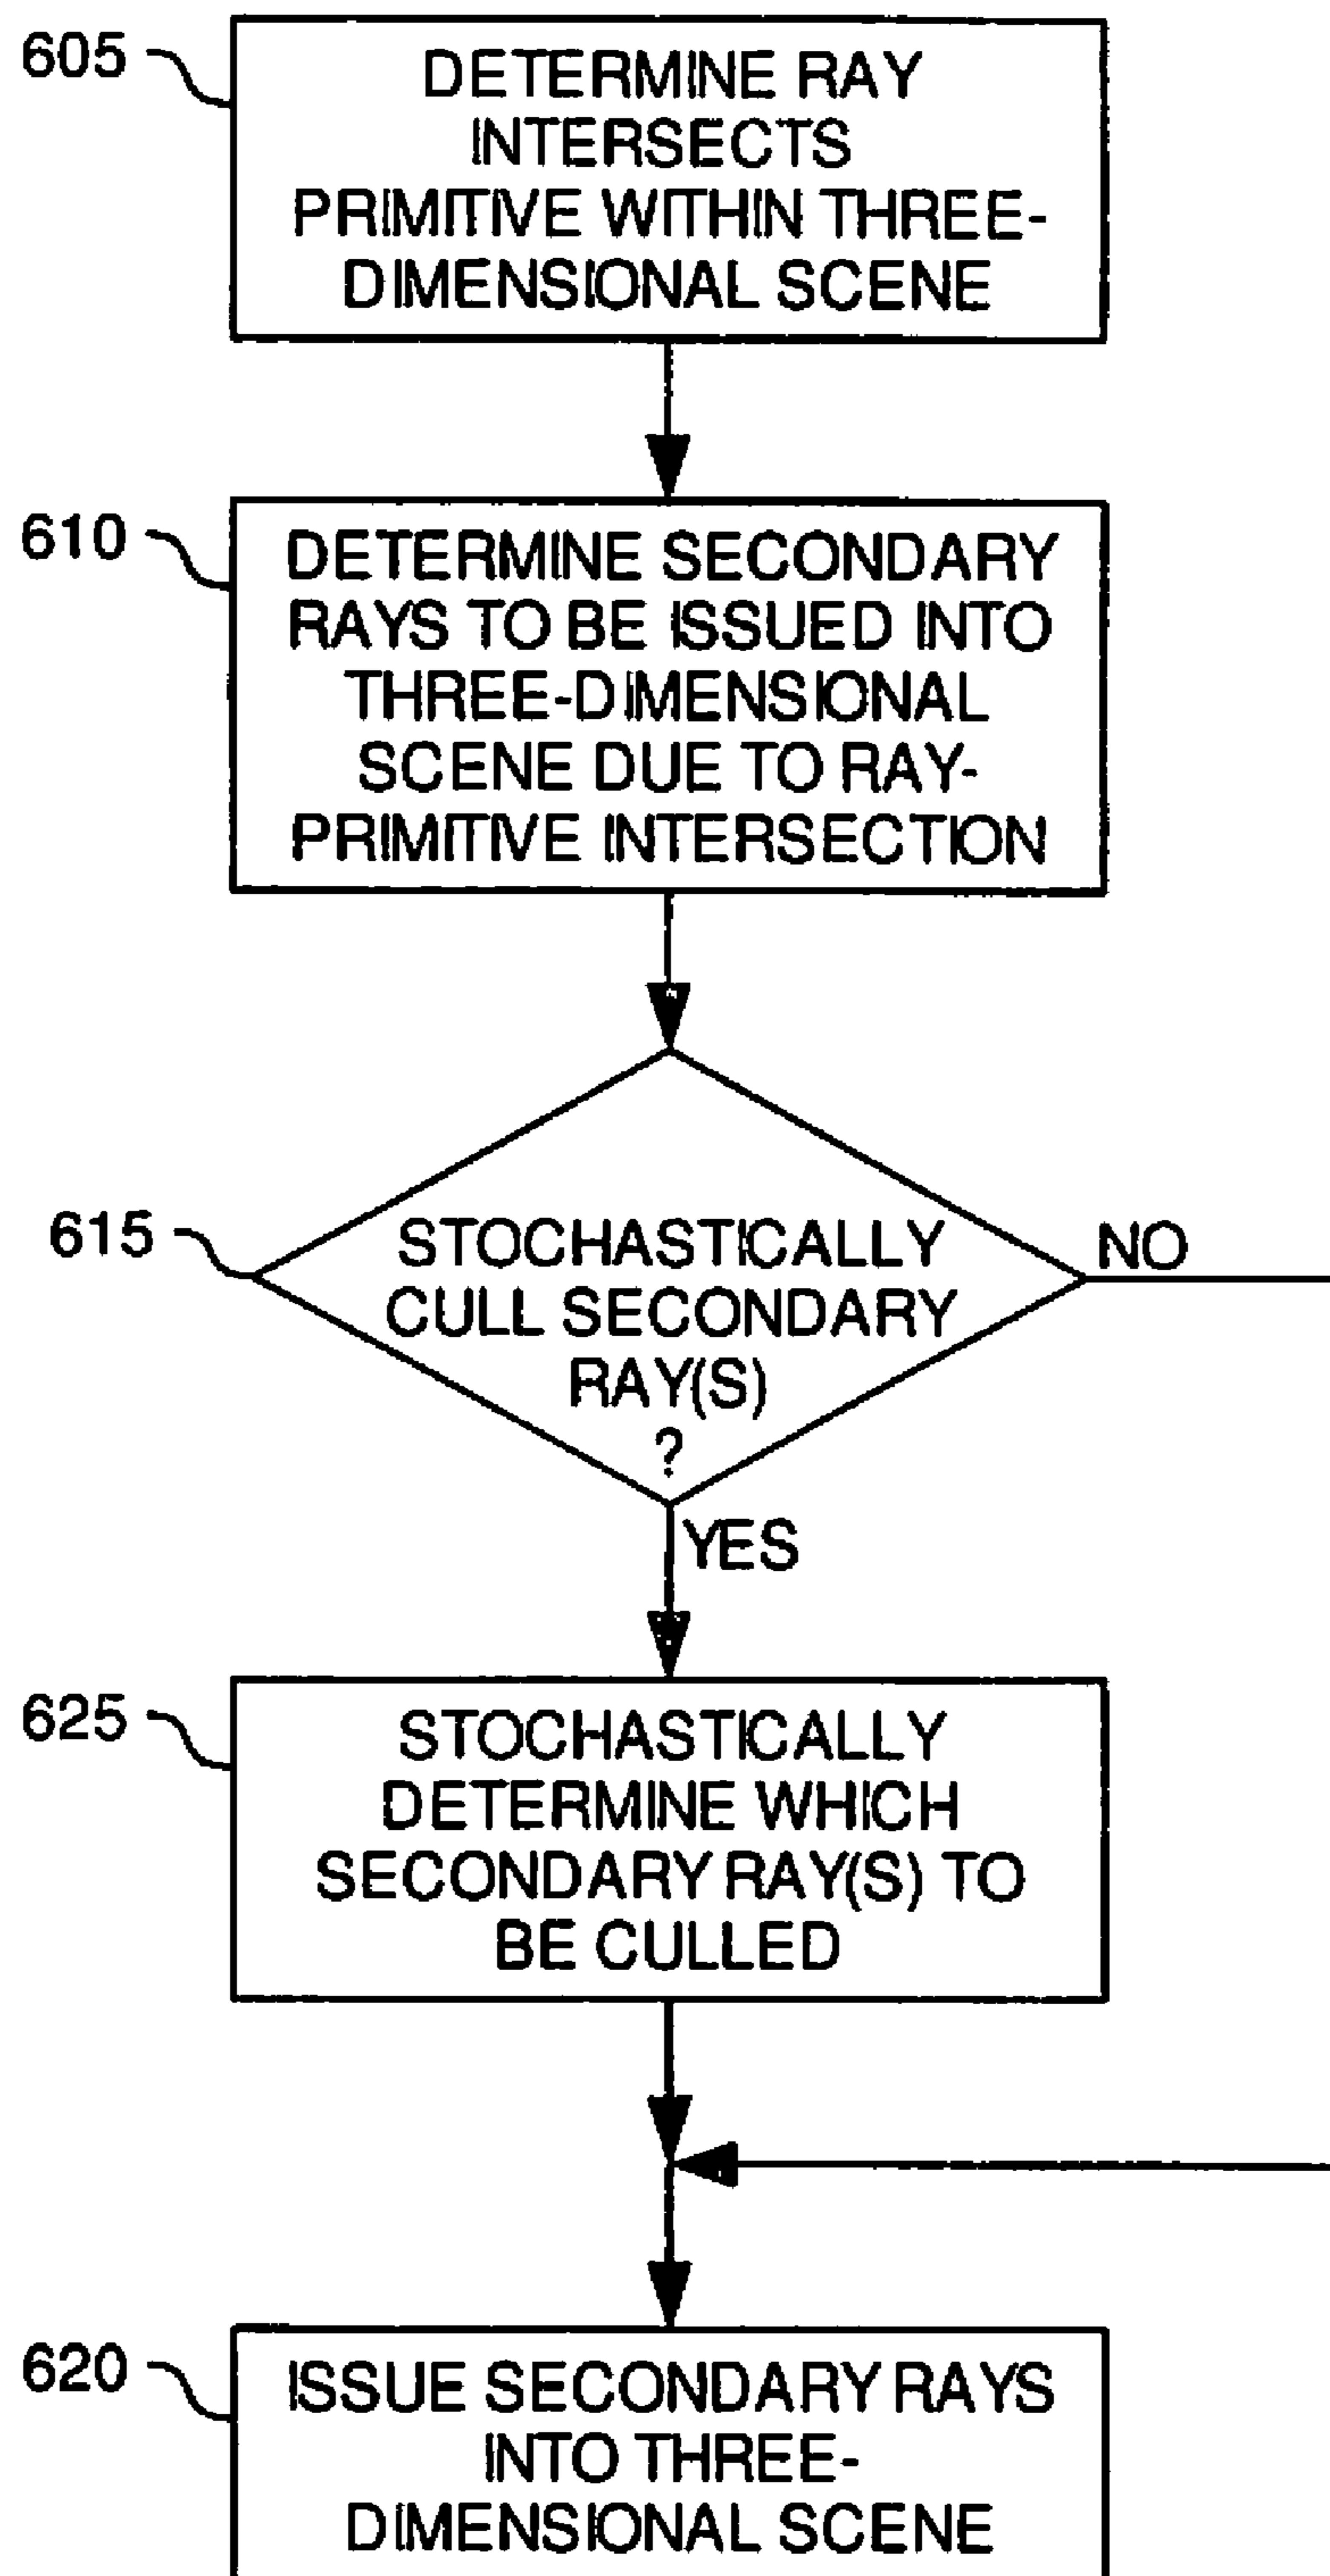 605
DETERMINE RAY
INTERSECTS
PRIMITIVE WITHIN THREE-
DIMENSIONAL SCENE
610
DETERMINE SECONDARY
RAYS TO BE ISSUED INTO
THREE-DIMENSIONAL
SCENE DUE TO RAY-
PRIMITIVE INTERSECTION
615
STOCHASTICALLY
CULL SECONDARY
RAY(S)
?
NO
YES
625
STOCHASTICALLY
DETERMINE WHICH
SECONDARY RAY(S) TO
BE CULLED
620
ISSUE SECONDARY RAYS
INTO THREE-
DIMENSIONAL SCENE